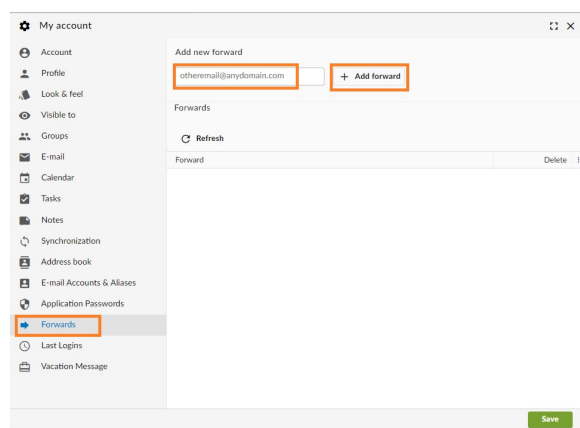 My account
Account
Profile
Look & feel
Visible to
Groups
E-mail
Calendar
Tasks
Notes
Synchronization
Address book
E-mail Accounts & Aliases
Application Passwords
Forwards
Last Logins
Vacation Message
Add new forward
otheremail@anydomain.com
+ Add forward
Forwards
Refresh
Forward Delete
Save